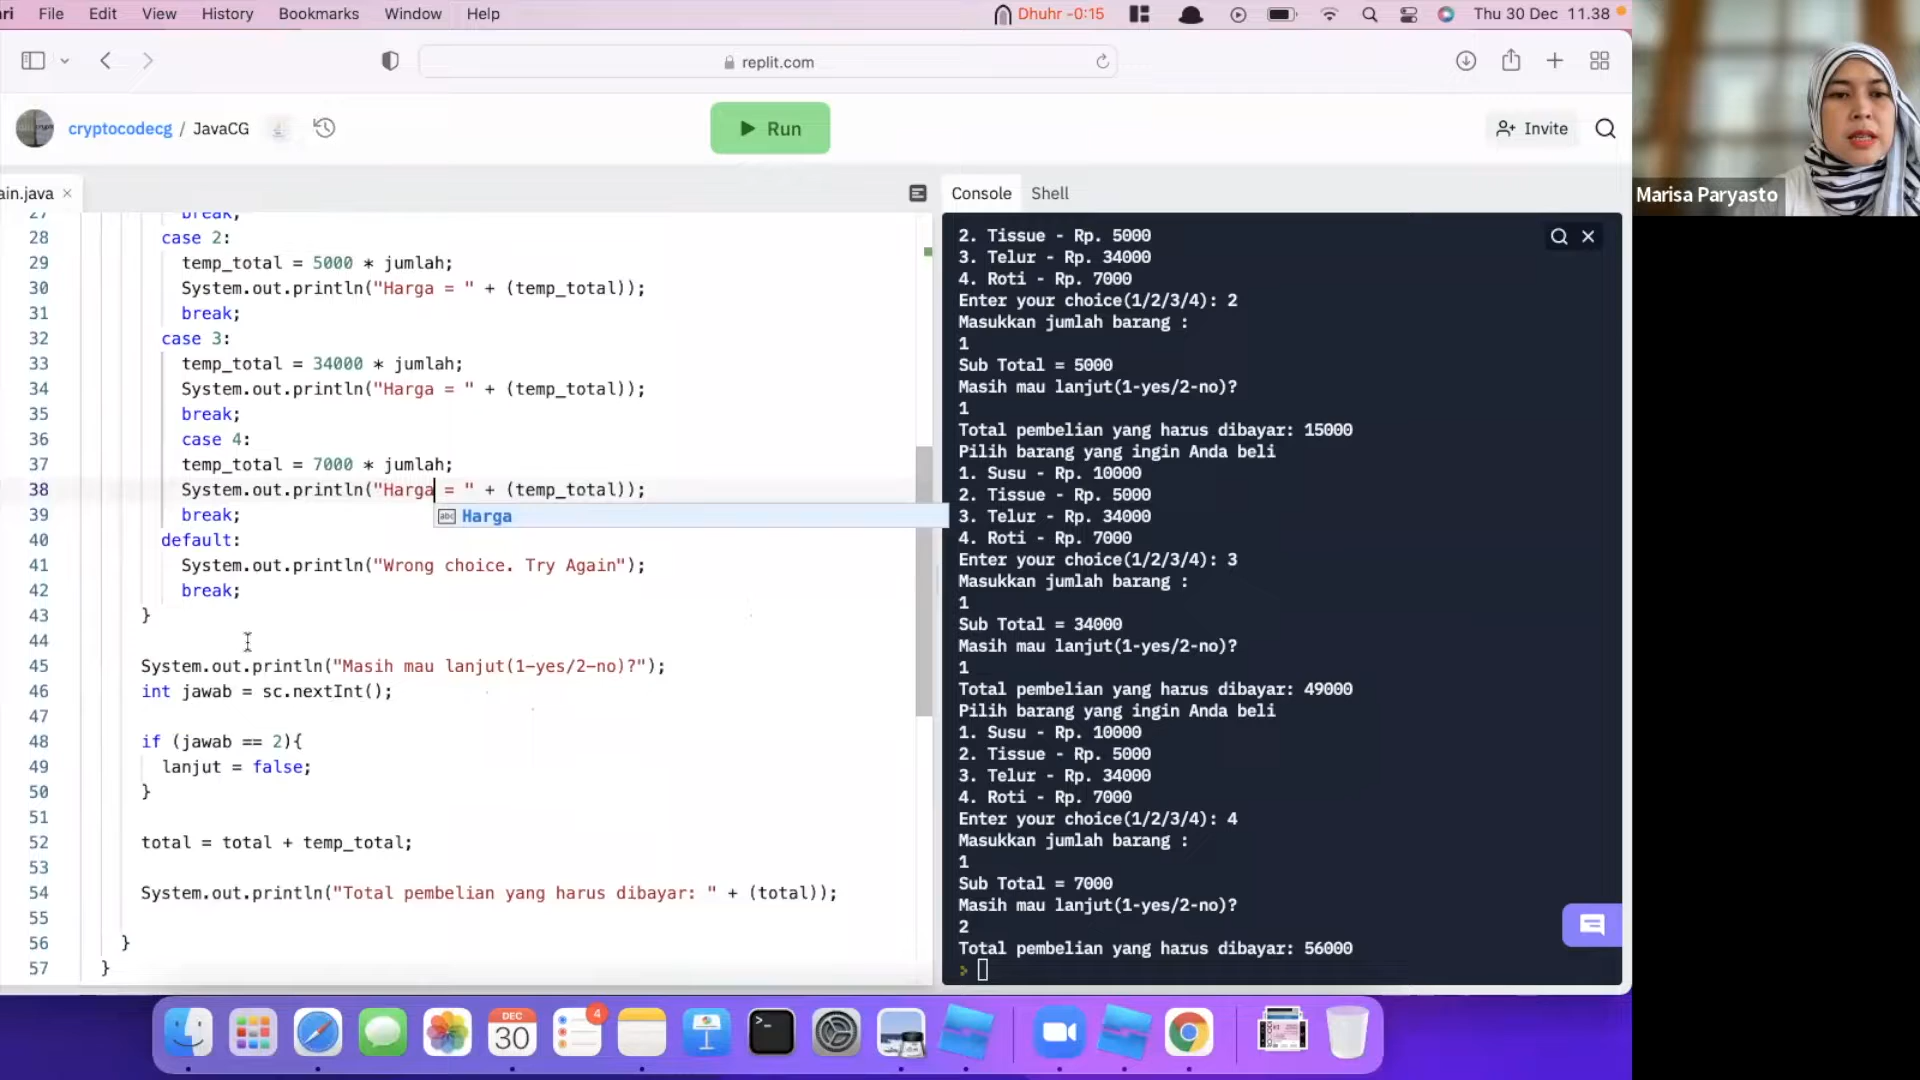 File Edit View History Bookmarks Window Help
Dhuhr -0:15
Thu 30 Dec 11.38
replit.com
cryptocodecg / JavaCG
Run
Invite
ain.java
28 case 2:
29 temp_total = 5000 * jumlah;
30 System.out.println("Harga = " + (temp_total));
31 break;
32 case 3:
33 temp_total = 34000 * jumlah;
34 System.out.println("Harga = " + (temp_total));
35 break;
36 case 4:
37 temp_total = 7000 * jumlah;
38 System.out.println("Harga = " + (temp_total));
Harga
39 break;
40 default:
41 System.out.println("Wrong choice. Try Again");
42 break;
43 }
44
45 System.out.println("Masih mau lanjut(1-yes/2-no)?");
46 int jawab = sc.nextInt();
47
48 if (jawab == 2){
49 lanjut = false;
50 }
51
52 total = total + temp_total;
53
54 System.out.println("Total pembelian yang harus dibayar: " + (total));
55
56 }
57 }
Console Shell
2. Tissue - Rp. 5000
3. Telur - Rp. 34000
4. Roti - Rp. 7000
Enter your choice(1/2/3/4): 2
Masukkan jumlah barang :
1
Sub Total = 5000
Masih mau lanjut(1-yes/2-no)?
1
Total pembelian yang harus dibayar: 15000
Pilih barang yang ingin Anda beli
1. Susu - Rp. 10000
2. Tissue - Rp. 5000
3. Telur - Rp. 34000
4. Roti - Rp. 7000
Enter your choice(1/2/3/4): 3
Masukkan jumlah barang :
1
Sub Total = 34000
Masih mau lanjut(1-yes/2-no)?
1
Total pembelian yang harus dibayar: 49000
Pilih barang yang ingin Anda beli
1. Susu - Rp. 10000
2. Tissue - Rp. 5000
3. Telur - Rp. 34000
4. Roti - Rp. 7000
Enter your choice(1/2/3/4): 4
Masukkan jumlah barang :
1
Sub Total = 7000
Masih mau lanjut(1-yes/2-no)?
2
Total pembelian yang harus dibayar: 56000
Marisa Paryasto
DEC
30
4